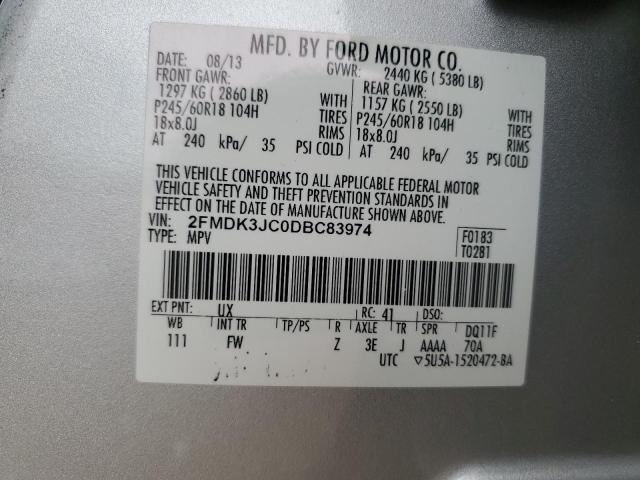 MFD. BY FORD MOTOR CO.
DATE: 08/13 GVWR: 2440 KG ( 5380 LB)
FRONT GAWR: REAR GAWR:
1297 KG ( 2860 LB) WITH 1157 KG ( 2550 LB) WITH
P245/60R18 104H TIRES P245/60R18 104H TIRES
18x8.0J RIMS 18x8.0J RIMS
AT 240 kPa/ 35 PSI COLD AT 240 kPa/ 35 PSI COLD
THIS VEHICLE CONFORMS TO ALL APPLICABLE FEDERAL MOTOR
VEHICLE SAFETY AND THEFT PREVENTION STANDARDS IN
EFFECT ON THE DATE OF MANUFACTURE SHOWN ABOVE.
VIN: 2FMDK3JC0DBC83974
TYPE: MPV
F0183
T0281
EXT PNT: UX RC: 41 DSO:
WB INT TR TP/PS R AXLE TR SPR DQ11F
111 FW Z 3E J AAAA 70A
UTC ▽5U5A-1520472-BA